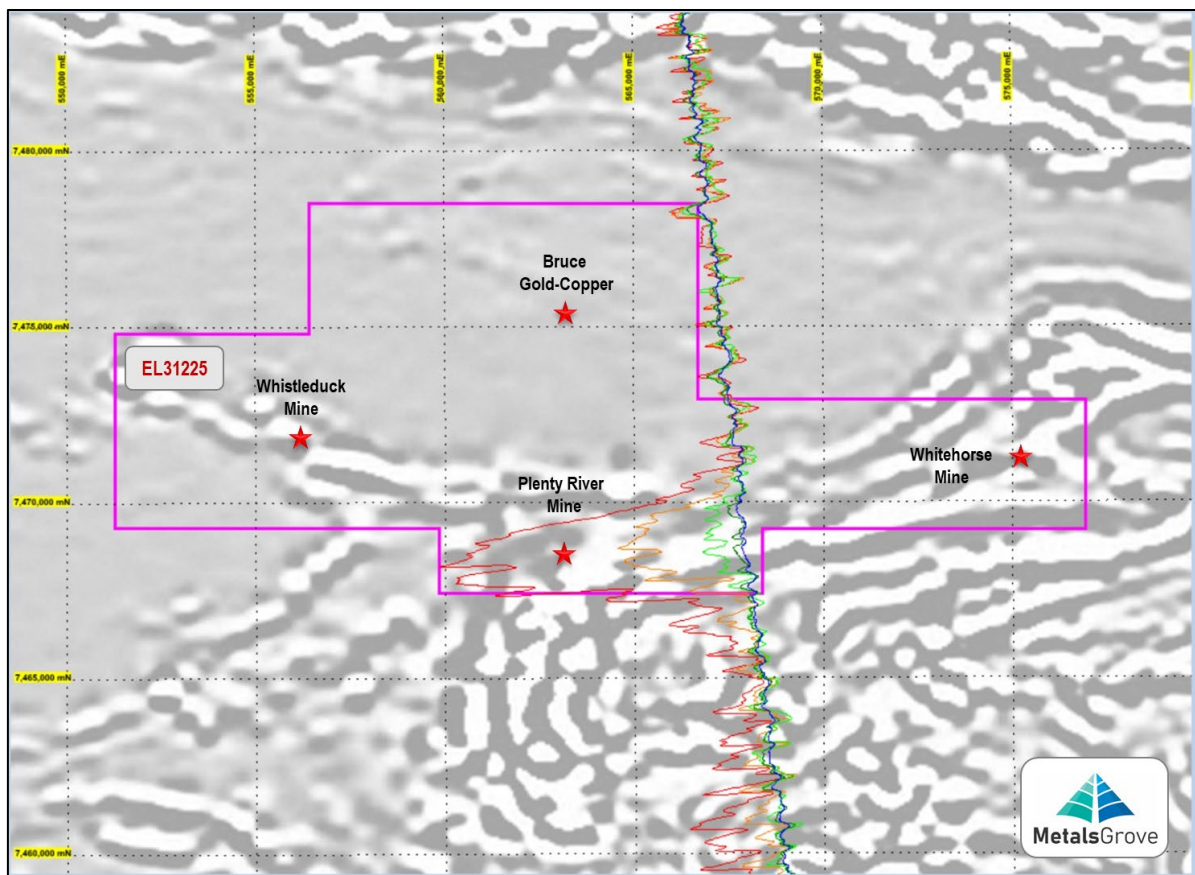 550,000 mE
555,000 mE
560,000 mE
565,000 mE
570,000 mE
575,000 mE
7,480,000 mN
Bruce
Gold-Copper
7,475,000 mN
EL31225
Whistleduck
Mine
Whitehorse
Mine
Plenty River
Mine
7,470,000 mN
7,465,000 mN
7,460,000 mN
MetalsGrove